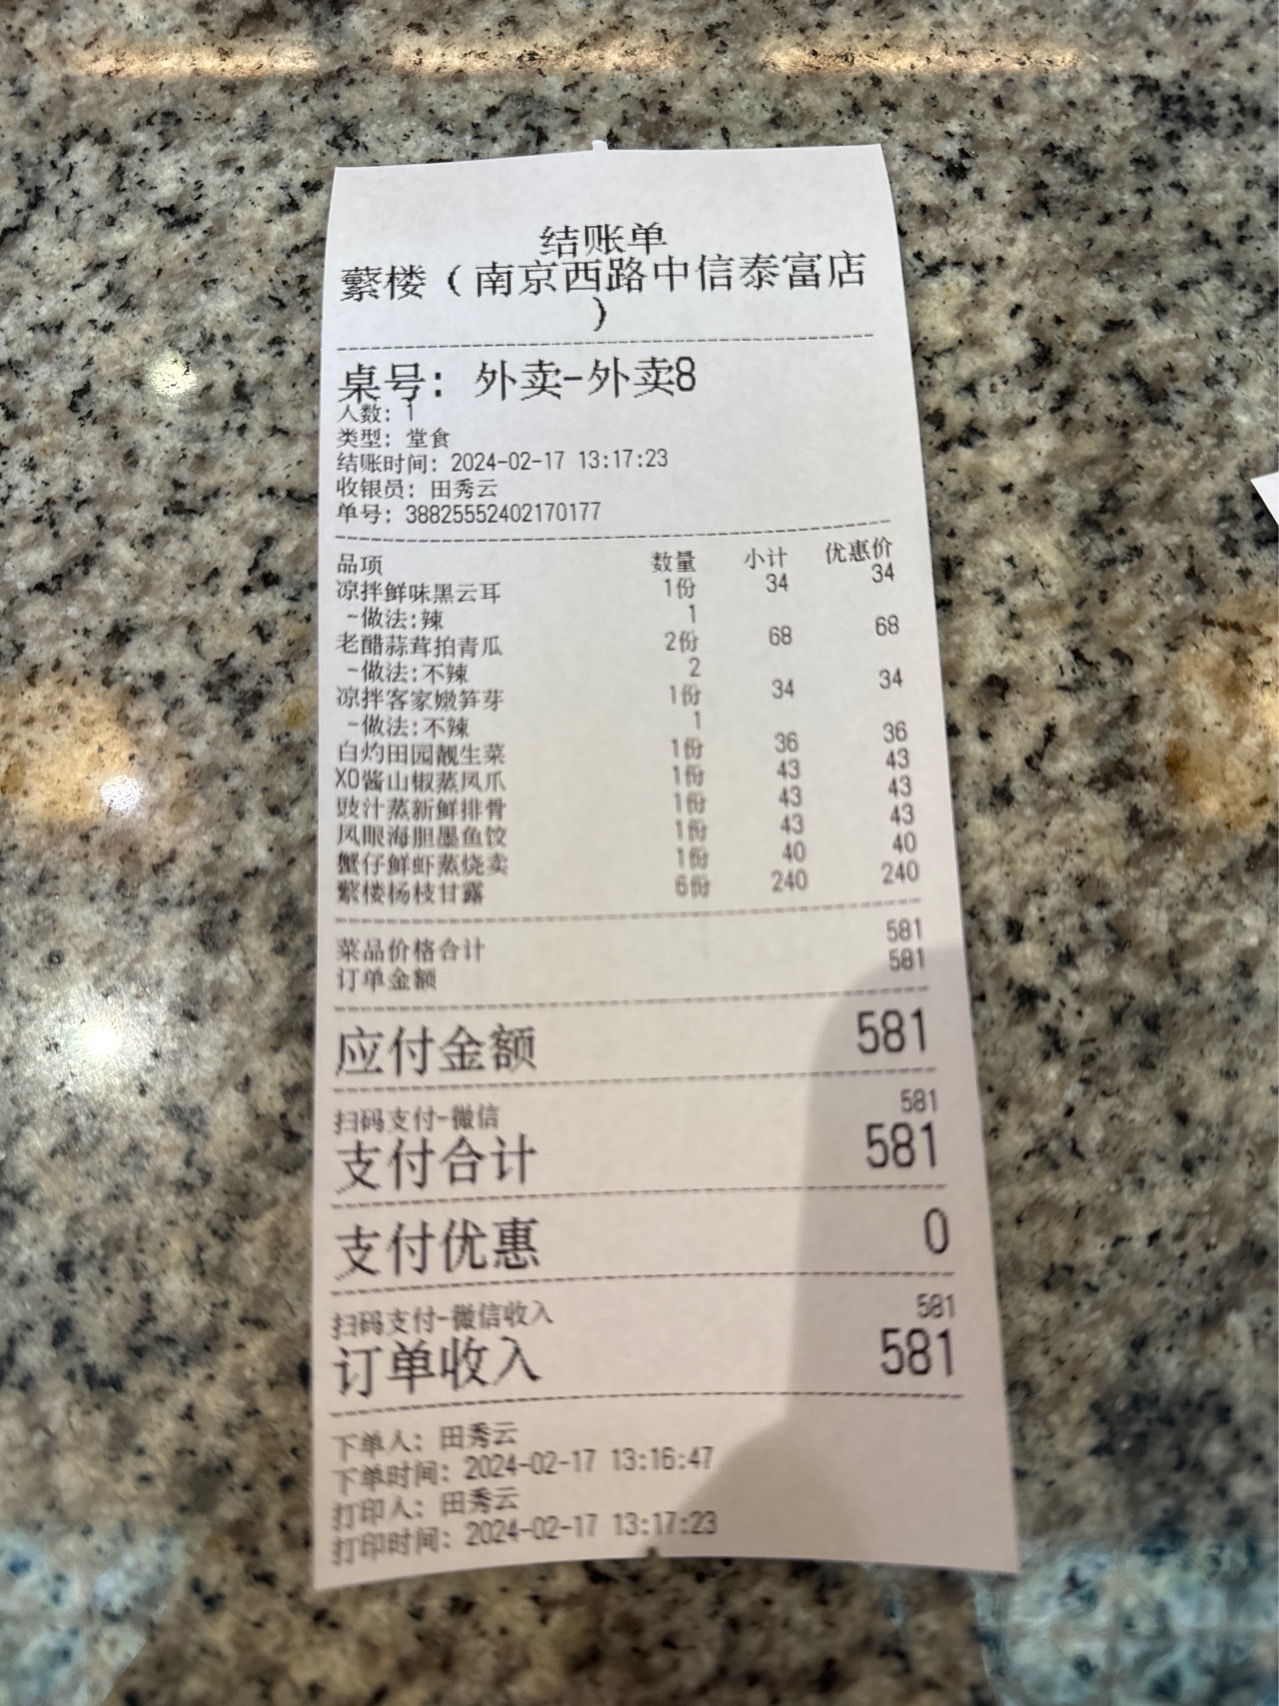 结账单
蘩楼（南京西路中信泰富店
）
桌号： 外卖-外卖8
人数：1
类型：堂食
结账时间：2024-02-17 13:17:23
收银员：田秀云
单号：38825552402170177
品项 数量 小计 优惠价
凉拌鲜味黑云耳 1份 34 34
-做法:辣 1
老醋蒜茸拍青瓜 2份 68 68
-做法:不辣 2
凉拌客家嫩笋芽 1份 34 34
-做法:不辣 1
白灼田园靓生菜 1份 36 36
XO酱山椒蒸凤爪 1份 43 43
豉汁蒸新鲜排骨 1份 43 43
凤眼海胆墨鱼饺 1份 43 43
蟹仔鲜虾蒸烧卖 1份 40 40
蘩楼杨枝甘露 6份 240 240
菜品价格合计 581
订单金额 581
应付金额 581
扫码支付-微信 581
支付合计 581
支付优惠 0
扫码支付-微信收入 581
订单收入 581
下单人：田秀云
下单时间：2024-02-17 13:16:47
打印人：田秀云
打印时间：2024-02-17 13:17:23